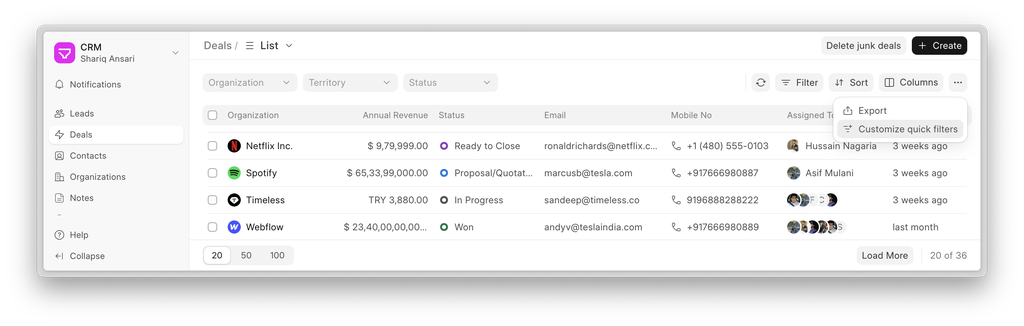 CRM
Shariq Ansari
Notifications
Leads
Deals
Contacts
Organizations
Notes
Help
Collapse
Deals / List
Delete junk deals
Create
Organization Territory Status
Filter Sort Columns
Export
Customize quick filters
Organization Annual Revenue Status Email Mobile No Assigned To
Netflix Inc. $ 9,79,999.00 Ready to Close ronaldrichards@netflix.c... +1 (480) 555-0103 Hussain Nagaria 3 weeks ago
Spotify $ 65,33,99,000.00 Proposal/Quotat... marcusb@tesla.com +917666980887 Asif Mulani 3 weeks ago
Timeless TRY 3,880.00 In Progress sandeep@timeless.co 9196888288222 F C 3 weeks ago
Webflow $ 23,40,00,00,00... Won andyv@teslaindia.com +917666980889 S last month
20 50 100
Load More 20 of 36